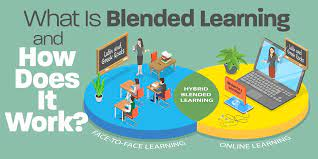 What Is Blended Learning
and
How
Does
It
Work?
HYBRID
BLENDED
LEARNING
FACE-TO-FACE LEARNING
ONLINE LEARNING